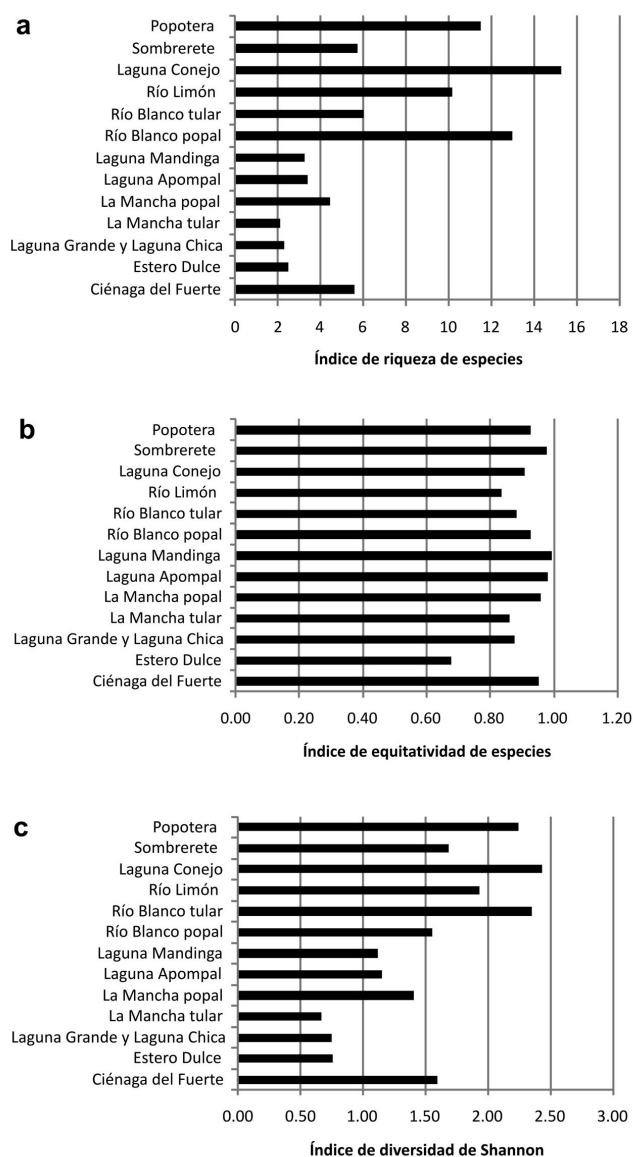 a
Popotera
Sombrerete
Laguna Conejo
Río Limón
Río Blanco tular
Río Blanco popal
Laguna Mandinga
Laguna Apompal
La Mancha popal
La Mancha tular
Laguna Grande y Laguna Chica
Estero Dulce
Ciénaga del Fuerte
0 2 4 6 8 10 12 14 16 18
Índice de riqueza de especies
b
Popotera
Sombrerete
Laguna Conejo
Río Limón
Río Blanco tular
Río Blanco popal
Laguna Mandinga
Laguna Apompal
La Mancha popal
La Mancha tular
Laguna Grande y Laguna Chica
Estero Dulce
Ciénaga del Fuerte
0.00 0.20 0.40 0.60 0.80 1.00 1.20
Índice de equitatividad de especies
c
Popotera
Sombrerete
Laguna Conejo
Río Limón
Río Blanco tular
Río Blanco popal
Laguna Mandinga
Laguna Apompal
La Mancha popal
La Mancha tular
Laguna Grande y Laguna Chica
Estero Dulce
Ciénaga del Fuerte
0.00 0.50 1.00 1.50 2.00 2.50 3.00
Índice de diversidad de Shannon